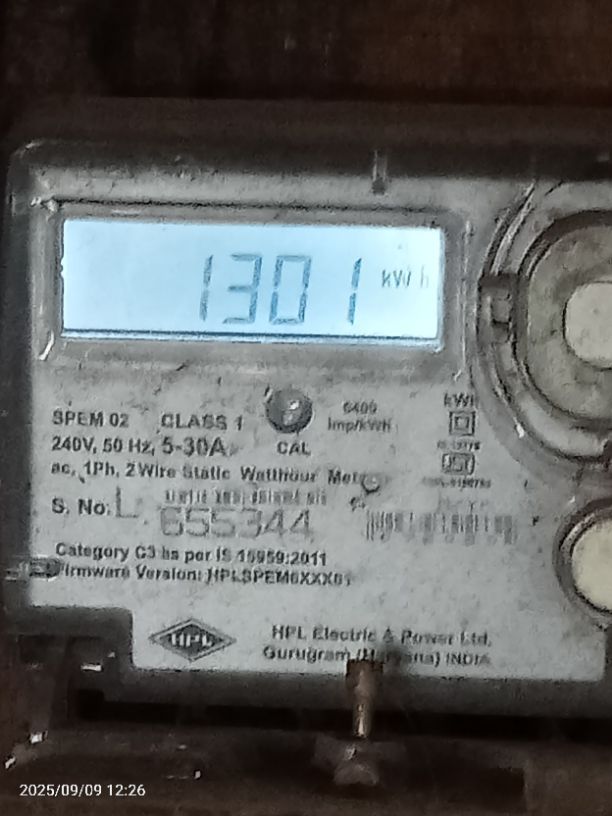 1301 kWh
6400
SPEM 02 CLASS 1 Imp/kWh kWh
240V, 50 Hz, 5-30A CAL
ac, 1Ph, 2 Wire Static Watthour Meter
S. No: L
655344
Category C3 as per IS 15959:2011
Firmware Version:
HPL
HPL Electric & Power Ltd.
Gurugram (Haryana) INDIA
2025/09/09 12:26